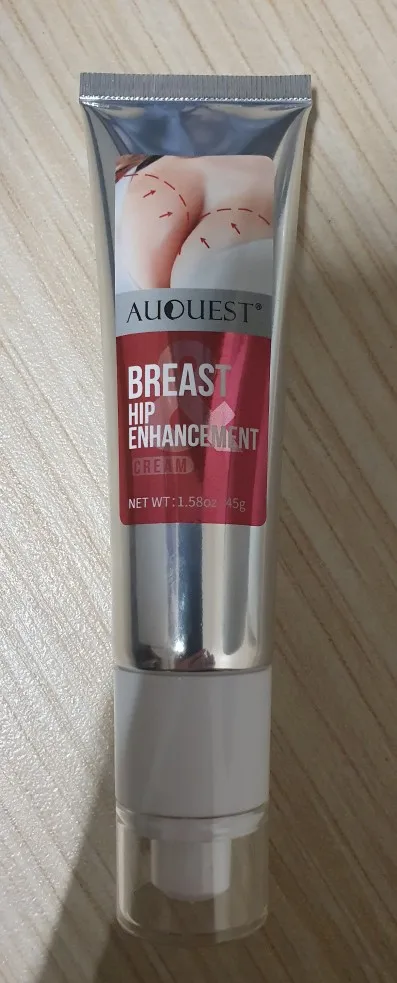 AUQUEST®
BREAST
HIP
ENHANCEMENT
CREAM
NET WT:1.58oz 45g